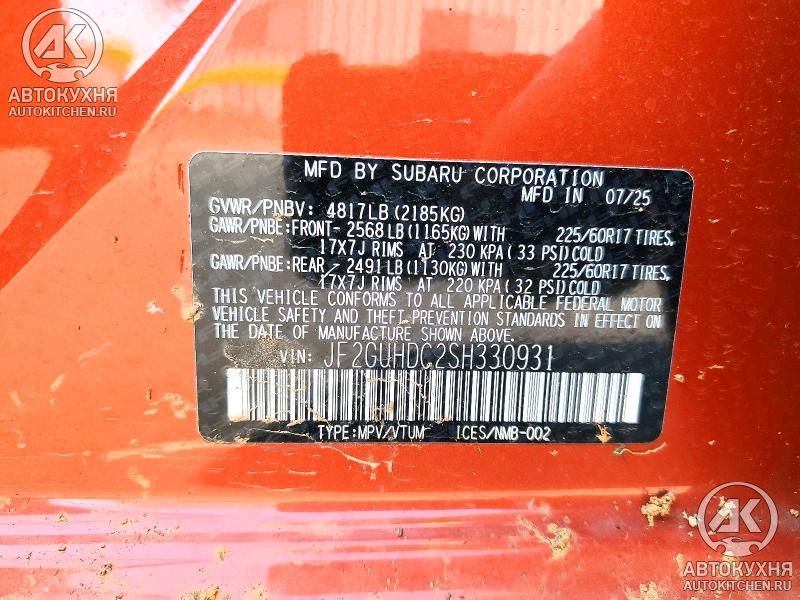 AK
АВТОКУХНЯ
AUTOKITCHEN.RU
MFD BY SUBARU CORPORATION
MFD IN 07/25
GVWR/PNBV: 4817LB (2185KG)
GAWR/PNBE:FRONT- 2568 LB (1165KG) WITH 225/60R17 TIRES,
17X7J RIMS AT 230 KPA( 33 PSI) COLD
GAWR/PNBE:REAR - 2491 LB (1130KG) WITH 225/60R17 TIRES,
17X7J RIMS AT 220 KPA( 32 PSI) COLD
THIS VEHICLE CONFORMS TO ALL APPLICABLE FEDERAL MOTOR
VEHICLE SAFETY AND THEFT PREVENTION STANDARDS IN EFFECT ON
THE DATE OF MANUFACTURE SHOWN ABOVE.
VIN: JF2GUHDC2SH330931
TYPE:MPV/VTUM ICES/NMB-002
AK
АВТОКУХНЯ
AUTOKITCHEN.RU